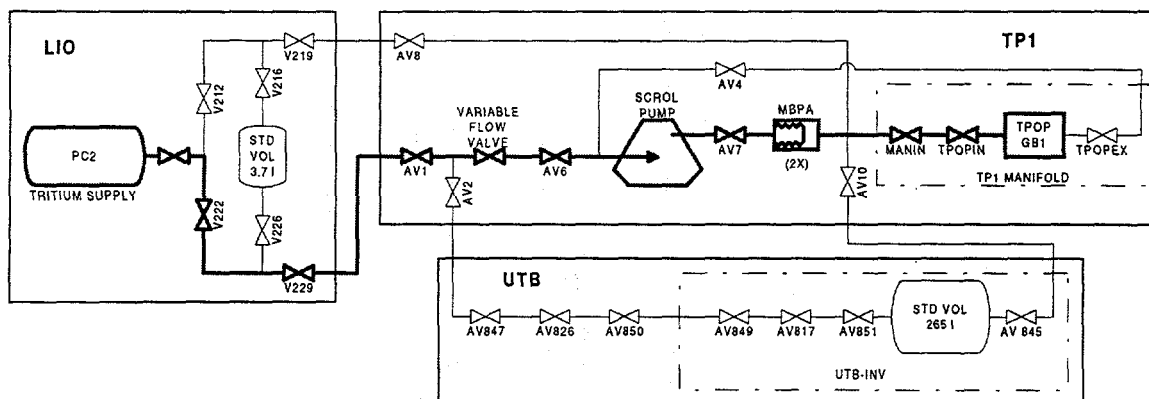 LIO
V219
V216
V212
STD
VOL
3.7 l
PC2
TRITIUM SUPPLY
V222
V226
V229
TP1
AV8
AV4
SCROL
PUMP
MBPA
(2X)
VARIABLE
FLOW
VALVE
AV1
AV2
AV6
AV7
AV10
MANIN
TPOPIN
TPOP
GB1
TPOPEX
TP1 MANIFOLD
UTB
AV847
AV826
AV850
AV849
AV817
AV851
STD VOL
265 l
AV 845
UTB-INV